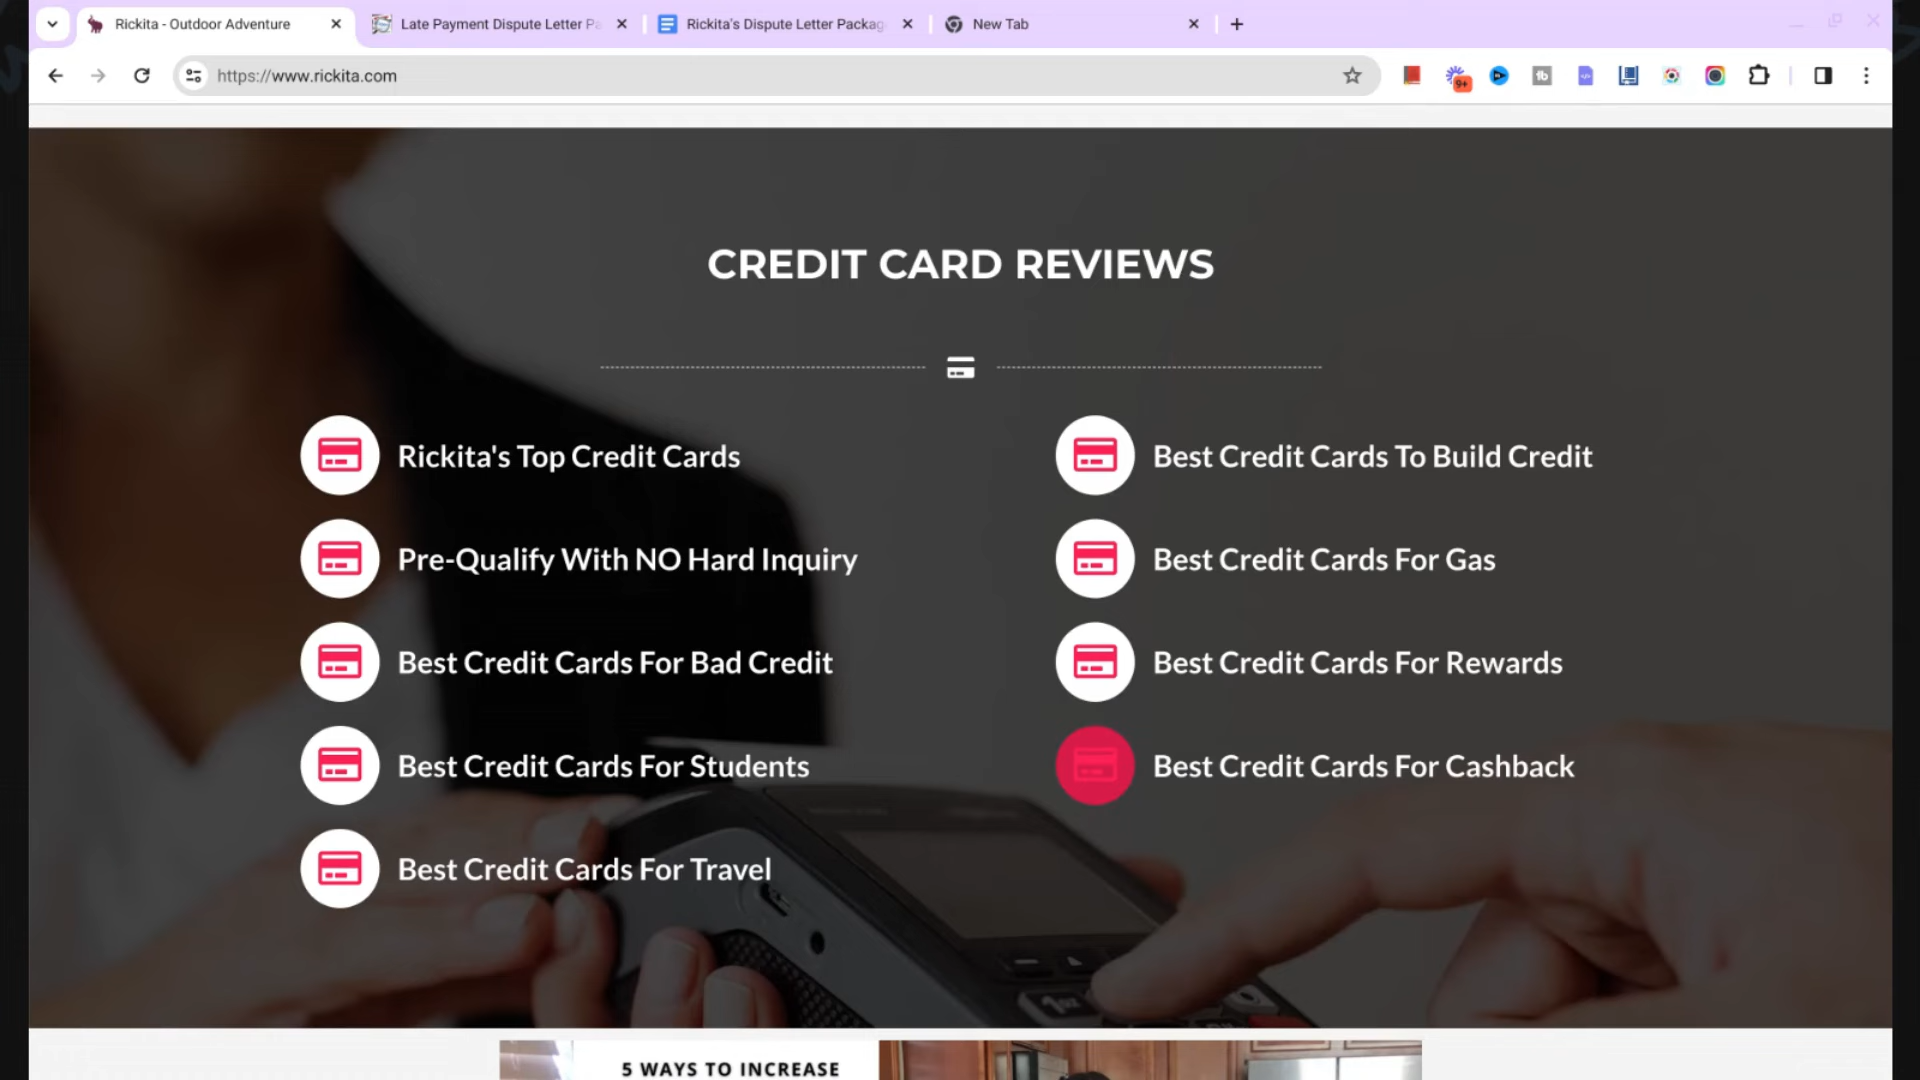 Rickita - Outdoor Adventure
Late Payment Dispute Letter Pa
Rickita's Dispute Letter Packag
New Tab
https://www.rickita.com
9+
CREDIT CARD REVIEWS
Rickita's Top Credit Cards
Best Credit Cards To Build Credit
Pre-Qualify With NO Hard Inquiry
Best Credit Cards For Gas
Best Credit Cards For Bad Credit
Best Credit Cards For Rewards
Best Credit Cards For Students
Best Credit Cards For Cashback
Best Credit Cards For Travel
5 WAYS TO INCREASE